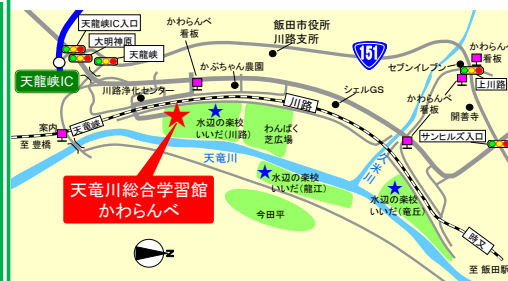 天龍峡IC入口
大明神原
天龍峡
天龍峡IC
かわらんべ
看板
飯田市役所
川路支所
151
かぶちゃん農園
川路浄化センター
セブンイレブン
かわらんべ
看板
上川路
シェルGS
かわらんべ
看板
開善寺
川路
水辺の楽校
いいだ(川路)
わんぱく
芝広場
サンヒルズ入口
案内
至 豊橋
天竜峡
天竜川
久米川
天竜川総合学習館
かわらんべ
水辺の楽校
いいだ(龍江)
水辺の楽校
いいだ(竜丘)
今田平
時又
N
至 飯田駅